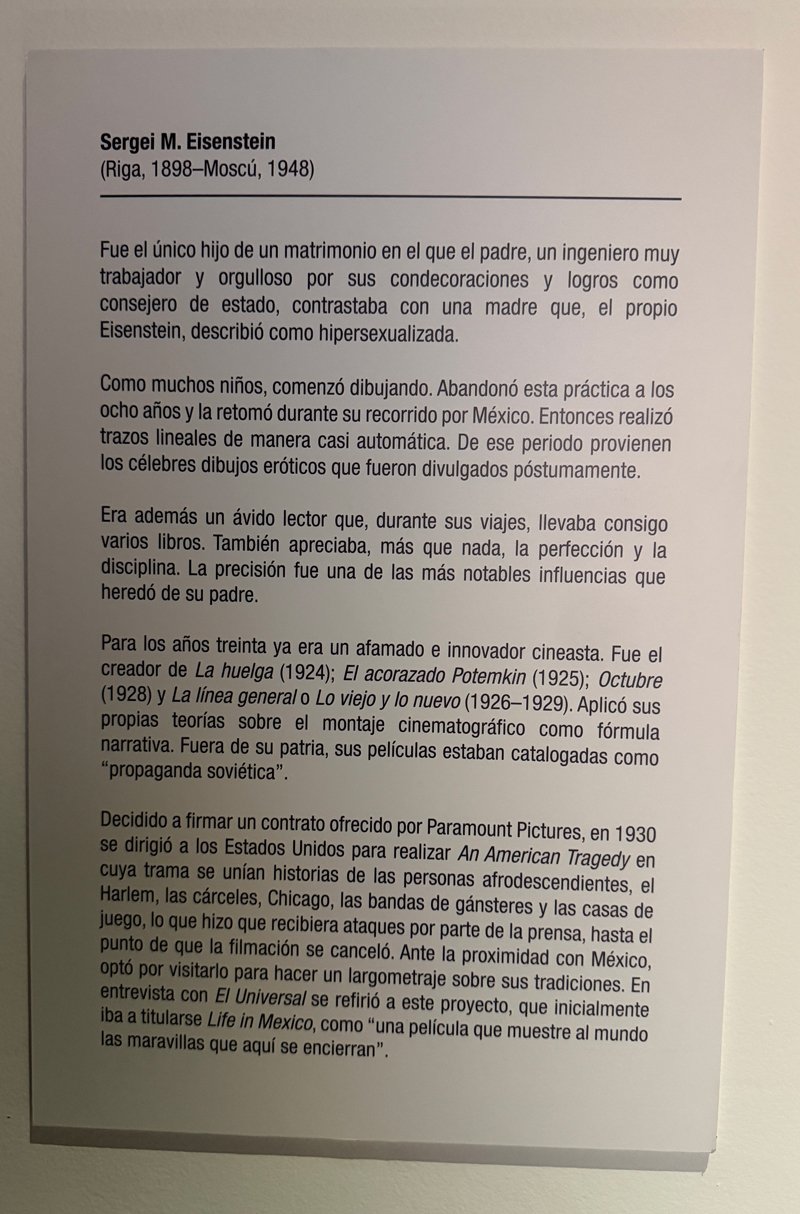 Sergei M. Eisenstein
(Riga, 1898–Moscú, 1948)
Fue el único hijo de un matrimonio en el que el padre, un ingeniero muy
trabajador y orgulloso por sus condecoraciones y logros como
consejero de estado, contrastaba con una madre que, el propio
Eisenstein, describió como hipersexualizada.
Como muchos niños, comenzó dibujando. Abandonó esta práctica a los
ocho años y la retomó durante su recorrido por México. Entonces realizó
trazos lineales de manera casi automática. De ese periodo provienen
los célebres dibujos eróticos que fueron divulgados póstumamente.
Era además un ávido lector que, durante sus viajes, llevaba consigo
varios libros. También apreciaba, más que nada, la perfección y la
disciplina. La precisión fue una de las más notables influencias que
heredó de su padre.
Para los años treinta ya era un afamado e innovador cineasta. Fue el
creador de La huelga (1924); El acorazado Potemkin (1925); Octubre
(1928) y La línea general o Lo viejo y lo nuevo (1926–1929). Aplicó sus
propias teorías sobre el montaje cinematográfico como fórmula
narrativa. Fuera de su patria, sus películas estaban catalogadas como
“propaganda soviética”.
Decidido a firmar un contrato ofrecido por Paramount Pictures, en 1930
se dirigió a los Estados Unidos para realizar An American Tragedy en
cuya trama se unían historias de las personas afrodescendientes, el
Harlem, las cárceles, Chicago, las bandas de gánsteres y las casas de
juego, lo que hizo que recibiera ataques por parte de la prensa, hasta el
punto de que la filmación se canceló. Ante la proximidad con México,
optó por visitarlo para hacer un largometraje sobre sus tradiciones. En
entrevista con El Universal se refirió a este proyecto, que inicialmente
iba a titularse Life in Mexico, como “una película que muestre al mundo
las maravillas que aquí se encierran”.